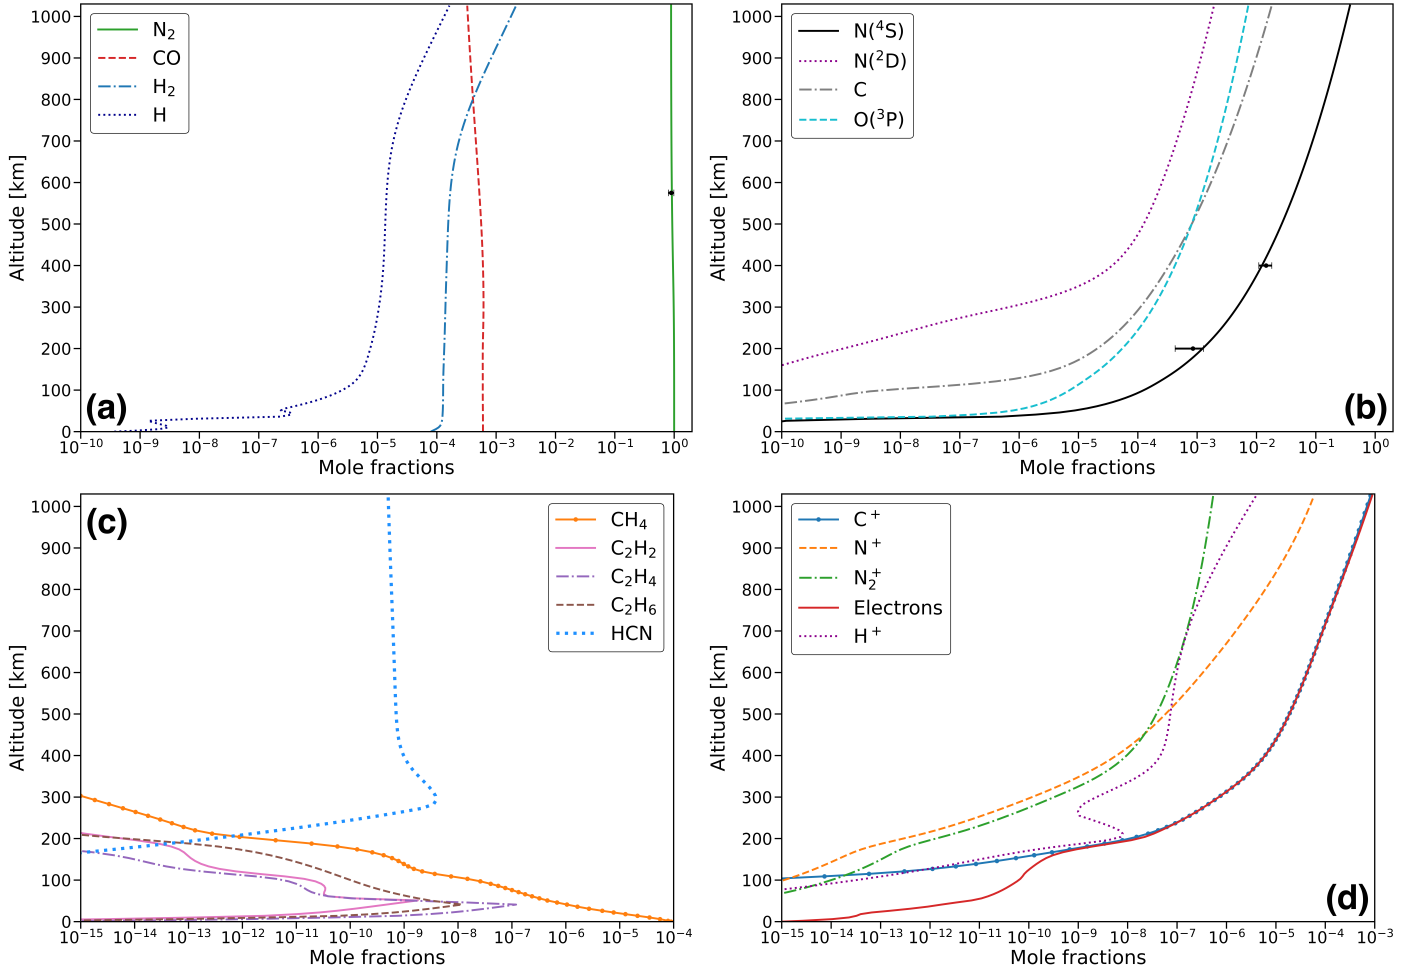 1000
900
800
700
600
500
400
300
200
100
0
Altitude [km]
N₂
CO
H₂
H
(a)
10⁻¹⁰ 10⁻⁹ 10⁻⁸ 10⁻⁷ 10⁻⁶ 10⁻⁵ 10⁻⁴ 10⁻³ 10⁻² 10⁻¹ 10⁰
Mole fractions
1000
900
800
700
600
500
400
300
200
100
0
Altitude [km]
N(⁴S)
N(²D)
C
O(³P)
(b)
10⁻¹⁰ 10⁻⁹ 10⁻⁸ 10⁻⁷ 10⁻⁶ 10⁻⁵ 10⁻⁴ 10⁻³ 10⁻² 10⁻¹ 10⁰
Mole fractions
1000
900
800
700
600
500
400
300
200
100
0
Altitude [km]
(c)
CH₄
C₂H₂
C₂H₄
C₂H₆
HCN
10⁻¹⁵ 10⁻¹⁴ 10⁻¹³ 10⁻¹² 10⁻¹¹ 10⁻¹⁰ 10⁻⁹ 10⁻⁸ 10⁻⁷ 10⁻⁶ 10⁻⁵ 10⁻⁴
Mole fractions
1000
900
800
700
600
500
400
300
200
100
0
Altitude [km]
C⁺
N⁺
N₂⁺
Electrons
H⁺
(d)
10⁻¹⁵ 10⁻¹⁴ 10⁻¹³ 10⁻¹² 10⁻¹¹ 10⁻¹⁰ 10⁻⁹ 10⁻⁸ 10⁻⁷ 10⁻⁶ 10⁻⁵ 10⁻⁴ 10⁻³
Mole fractions